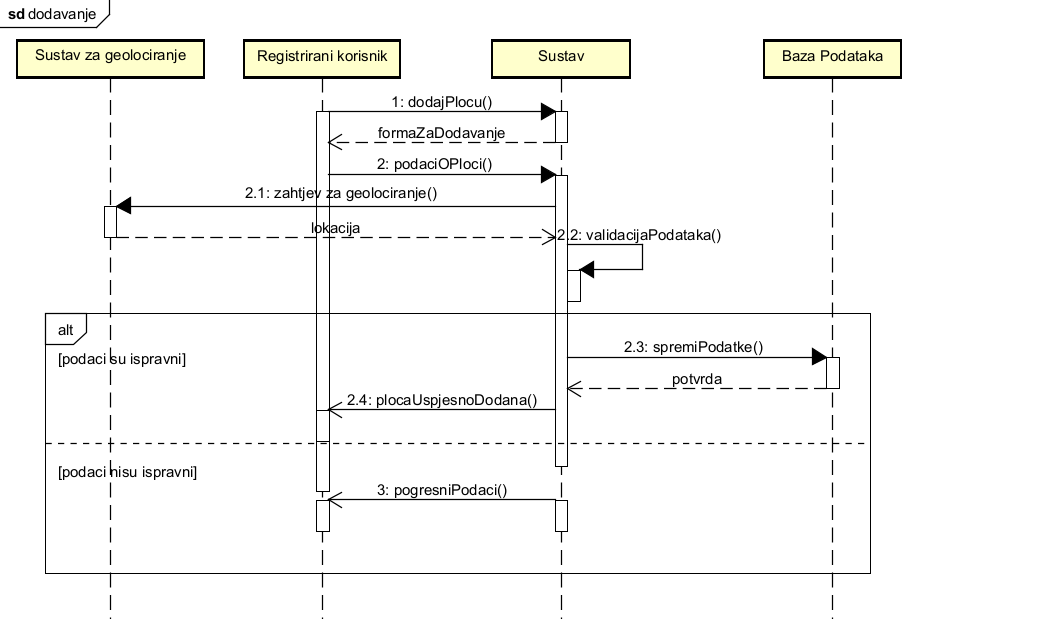 sd dodavanje
Sustav za geolociranje
Registrirani korisnik
Sustav
Baza Podataka
1: dodajPlocu()
formaZaDodavanje
2: podaciOPloci()
2.1: zahtjev za geolociranje()
lokacija
2.2: validacijaPodataka()
alt
[podaci su ispravni]
2.3: spremiPodatke()
potvrda
2.4: plocaUspjesnoDodana()
[podaci nisu ispravni]
3: pogresniPodaci()